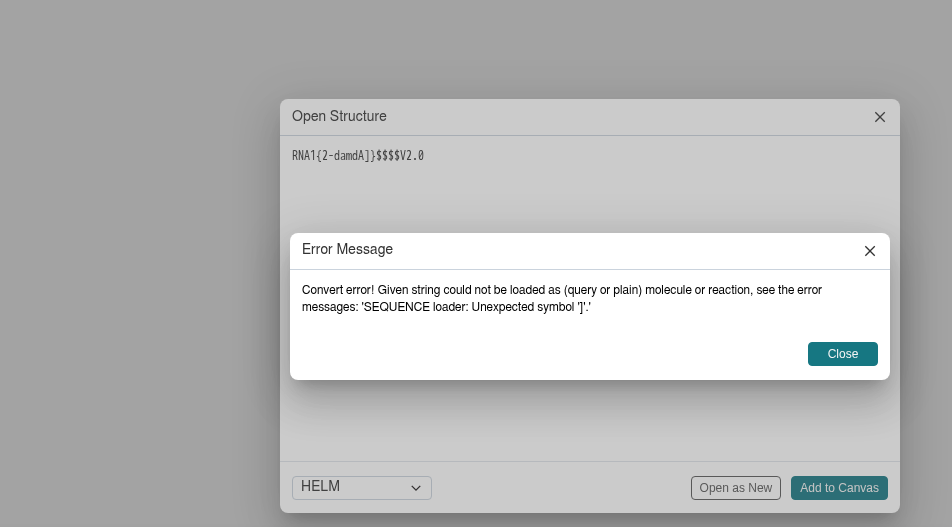 Open Structure
RNA1{2-damdA]}$$$$V2.0
Error Message
Convert error! Given string could not be loaded as (query or plain) molecule or reaction, see the error
messages: 'SEQUENCE loader: Unexpected symbol ']'.'
Close
HELM
Open as New
Add to Canvas